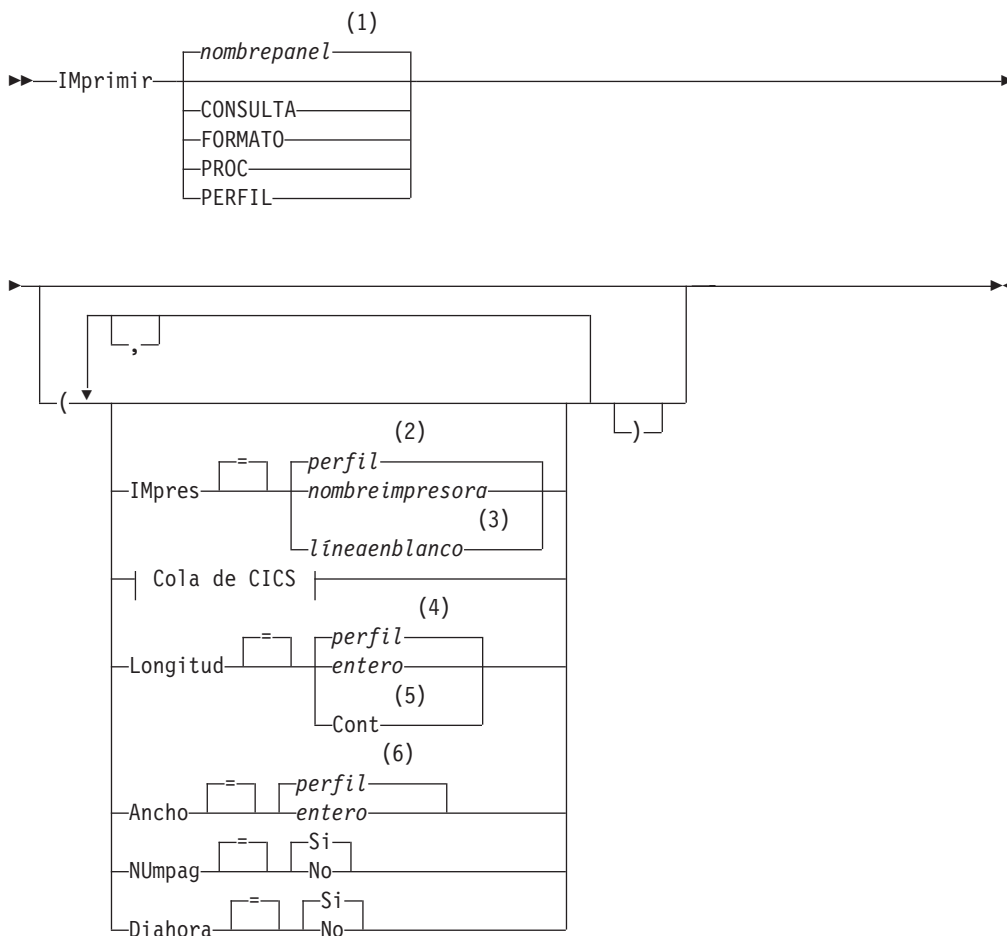 (1)
nombrepanel
IMprimir
CONSULTA
FORMATO
PROC
PERFIL
,
(
)
(2)
=
perfil
IMpres
nombreimpresora
(3)
líneaenblanco
Cola de CICS
(4)
=
perfil
Longitud
entero
(5)
Cont
(6)
=
perfil
Ancho
entero
=
Si
NUmpag
No
=
Si
Diahora
No